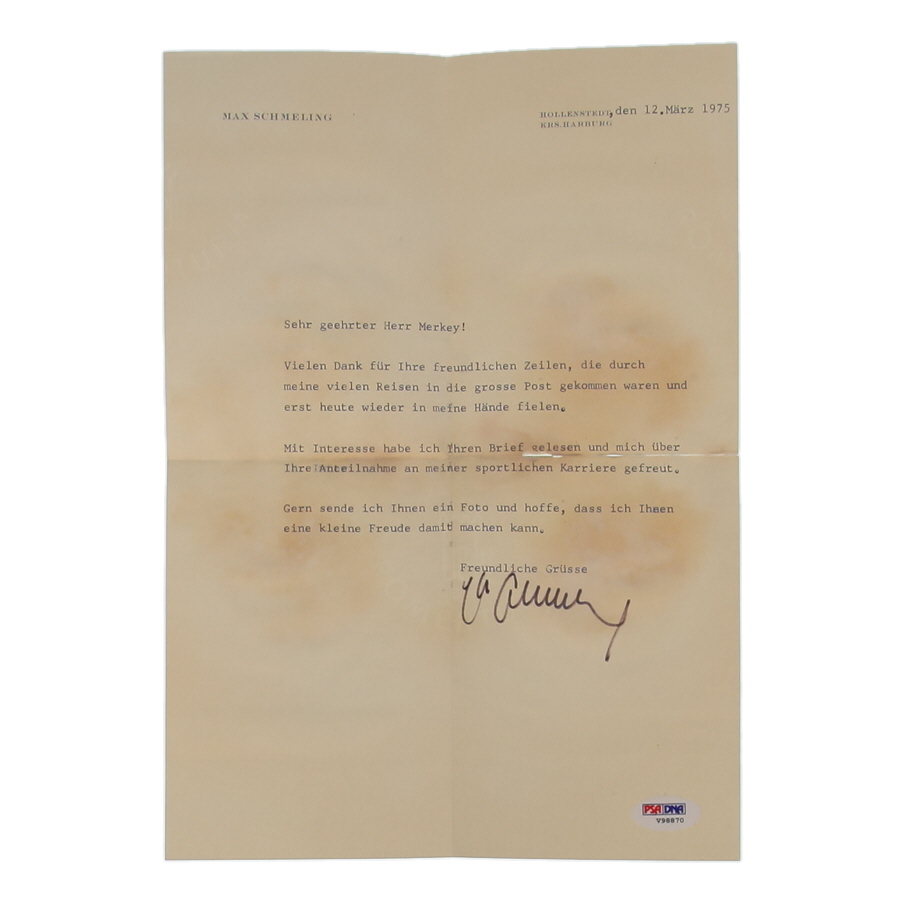 MAX SCHMELING
HOLLENSTEDT, den 12.März 1975
KRS. HARBURG
Sehr geehrter Herr Merkey!
Vielen Dank für Ihre freundlichen Zeilen, die durch
meine vielen Reisen in die grosse Post gekommen waren und
erst heute wieder in meine Hände fielen.
Mit Interesse habe ich Ihren Brief gelesen und mich über
Ihre Anteilnahme an meiner sportlichen Karriere gefreut.
Gern sende ich Ihnen ein Foto und hoffe, dass ich Ihnen
eine kleine Freude damit machen kann.
Freundliche Grüsse
PSA DNA
V98870